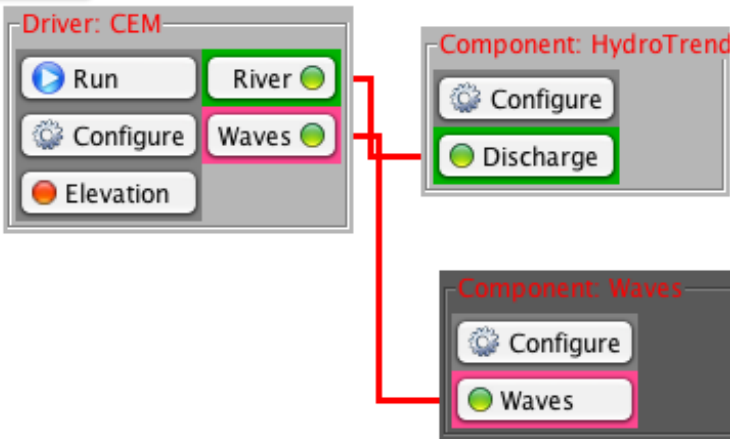 Driver: CEM
Run
River
Configure
Waves
Elevation
Component: HydroTrend
Configure
Discharge
Component: Waves
Configure
Waves